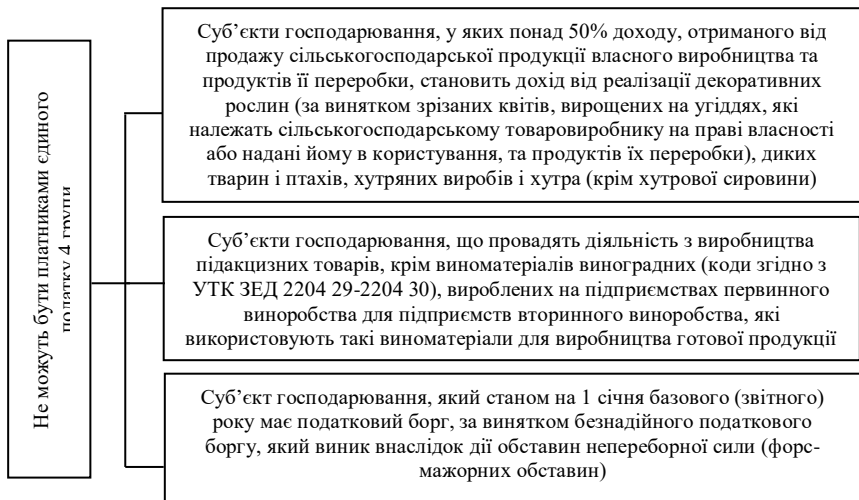 Не можуть бути платниками єдиного
податку 4 групи
Суб’єкти господарювання, у яких понад 50% доходу, отриманого від
продажу сільськогосподарської продукції власного виробництва та
продуктів її переробки, становить дохід від реалізації декоративних
рослин (за винятком зрізаних квітів, вирощених на угіддях, які
належать сільськогосподарському товаровиробнику на праві власності
або надані йому в користування, та продуктів їх переробки), диких
тварин і птахів, хутряних виробів і хутра (крім хутрової сировини)
Суб’єкти господарювання, що провадять діяльність з виробництва
підакцизних товарів, крім виноматеріалів виноградних (коди згідно з
УТК ЗЕД 2204 29-2204 30), вироблених на підприємствах первинного
виноробства для підприємств вторинного виноробства, які
використовують такі виноматеріали для виробництва готової продукції
Суб’єкт господарювання, який станом на 1 січня базового (звітного)
року має податковий борг, за винятком безнадійного податкового
боргу, який виник внаслідок дії обставин непереборної сили (форс-
мажорних обставин)